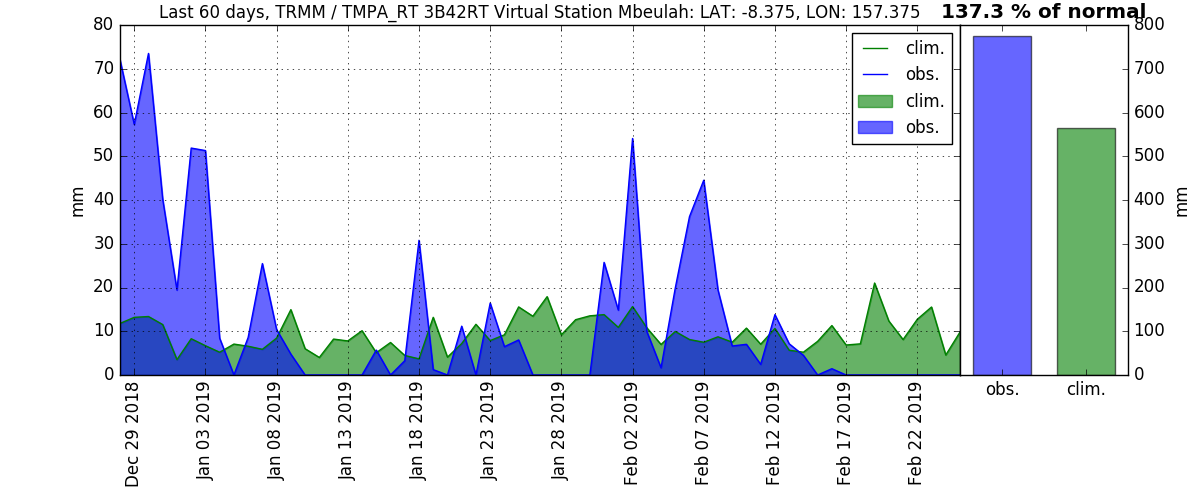 Last 60 days, TRMM / TMPA_RT 3B42RT Virtual Station Mbeulah: LAT: -8.375, LON: 157.375
137.3 % of normal
80
70
60
50
40
30
20
10
0
mm
clim.
obs.
clim.
obs.
Dec 29 2018
Jan 03 2019
Jan 08 2019
Jan 13 2019
Jan 18 2019
Jan 23 2019
Jan 28 2019
Feb 02 2019
Feb 07 2019
Feb 12 2019
Feb 17 2019
Feb 22 2019
800
700
600
500
400
300
200
100
0
mm
obs.
clim.